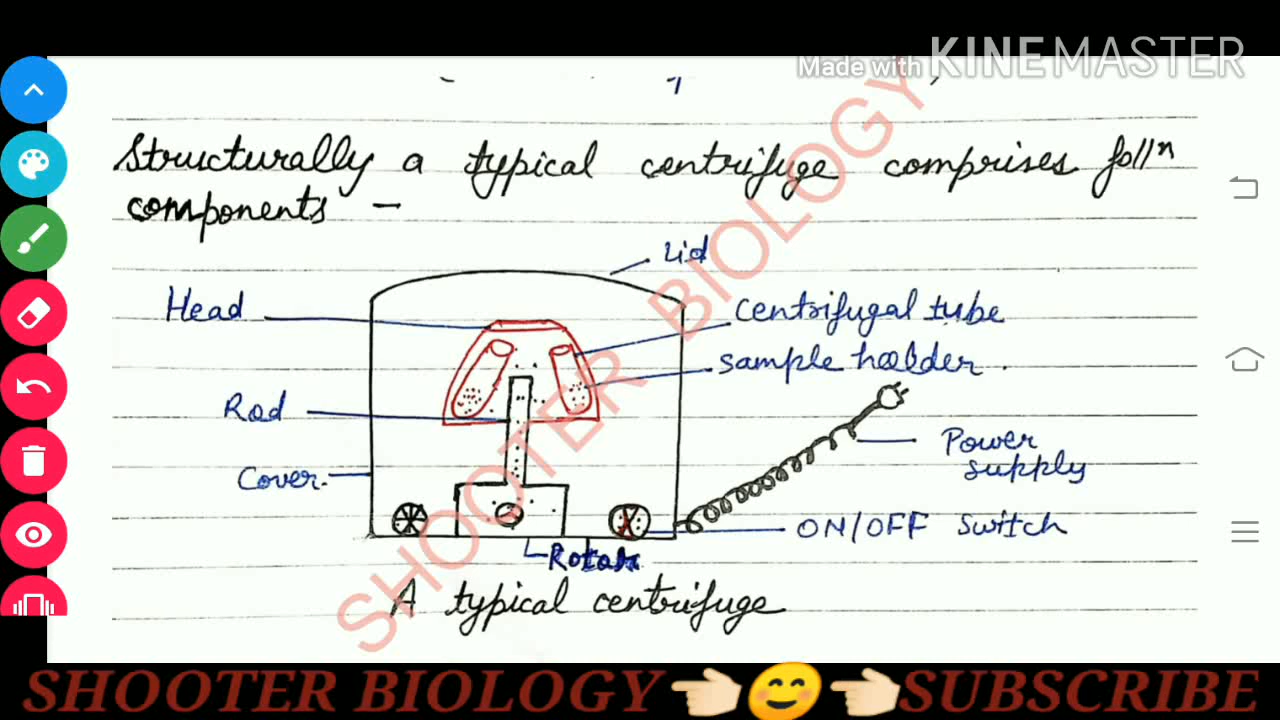 Made with KINEMASTER
Structurally a typical centrifuge comprises follⁿ
components –
Lid
Head
Centrifugal tube
sample holder .
Rod
Power
supply
Cover.
ON/OFF Switch
Rotor
A typical centrifuge
SHOOTER BIOLOGY
SHOOTER BIOLOGY 👈🏻😊👈🏻SUBSCRIBE